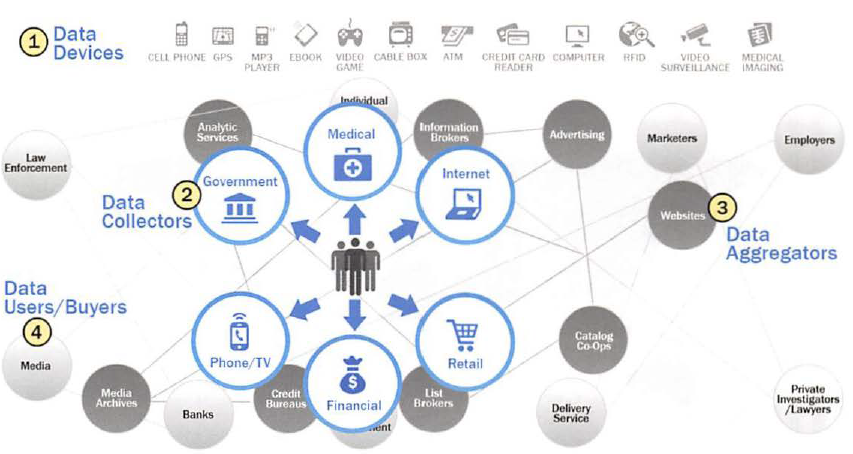 1
Data
Devices
CELL PHONE
GPS
MP3
PLAYER
EBOOK
VIDEO
GAME
CABLE BOX
ATM
CREDIT CARD
READER
COMPUTER
RFID
VIDEO
SURVEILLANCE
MEDICAL
IMAGING
Individual
Analytic
Services
Medical
Information
Brokers
Advertising
Marketers
Employers
Law
Enforcement
2
Government
Internet
Data
Collectors
Websites
3
Data
Aggregators
Data
Users/Buyers
4
Media
Phone/TV
Retail
Catalog
Co-Ops
Media
Archives
Banks
Credit
Bureaus
$
Financial
List
Brokers
Delivery
Service
Private
Investigators
/Lawyers